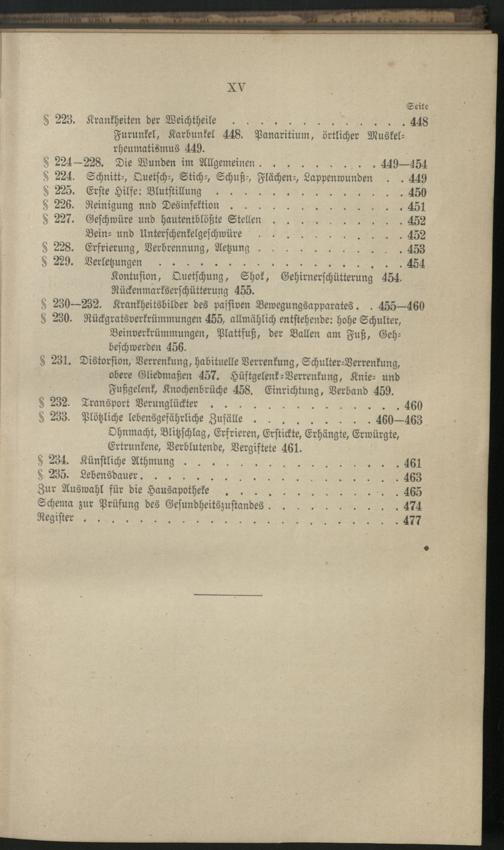 XV
Seite
§ 223. Krankheiten der Weichtheile . . . . . . . . . . . . 448
Furunkel, Karbunkel 448. Panaritium, örtlicher Muskel-
rheumatismus 449.
§ 224—228. Die Wunden im Allgemeinen . . . . . . . . . 449—454
§ 224. Schnitt-, Quetsch-, Stich-, Schuß-, Flächen-, Lappenwunden . . 449
§ 225. Erste Hilfe: Blutstillung . . . . . . . . . . . . . 450
§ 226. Reinigung und Desinfektion . . . . . . . . . . . . 451
§ 227. Geschwüre und hautentblößte Stellen . . . . . . . . . 452
Bein- und Unterschenkelgeschwüre . . . . . . . . . . 452
§ 228. Erfrierung, Verbrennung, Aetzung . . . . . . . . . . 453
§ 229. Verletzungen . . . . . . . . . . . . . . . . . 454
Kontusion, Quetschung, Shok, Gehirnerschütterung 454.
Rückenmarkserschütterung 455.
§ 230—232. Krankheitsbilder des passiven Bewegungsapparates . . 455—460
§ 230. Rückgratsverkrümmungen 455, allmählich entstehende: hohe Schulter,
Beinverkrümmungen, Plattfuß, der Ballen am Fuß, Geh-
beschwerden 456.
§ 231. Distorsion, Verrenkung, habituelle Verrenkung, Schulter-Verrenkung,
obere Gliedmaßen 457. Hüftgelenk-Verrenkung, Knie- und
Fußgelenk, Knochenbrüche 458. Einrichtung, Verband 459.
§ 232. Transport Verunglückter . . . . . . . . . . . . . 460
§ 233. Plötzliche lebensgefährliche Zufälle . . . . . . . . . 460—463
Ohnmacht, Blitzschlag, Erfrieren, Erstickte, Erhängte, Erwürgte,
Ertrunkene, Verblutende, Vergiftete 461.
§ 234. Künstliche Athmung . . . . . . . . . . . . . . . 461
§ 235. Lebensdauer . . . . . . . . . . . . . . . . . . 463
Zur Auswahl für die Hausapotheke . . . . . . . . . . . . 465
Schema zur Prüfung des Gesundheitszustandes . . . . . . . . . 474
Register . . . . . . . . . . . . . . . . . . . . . . 477